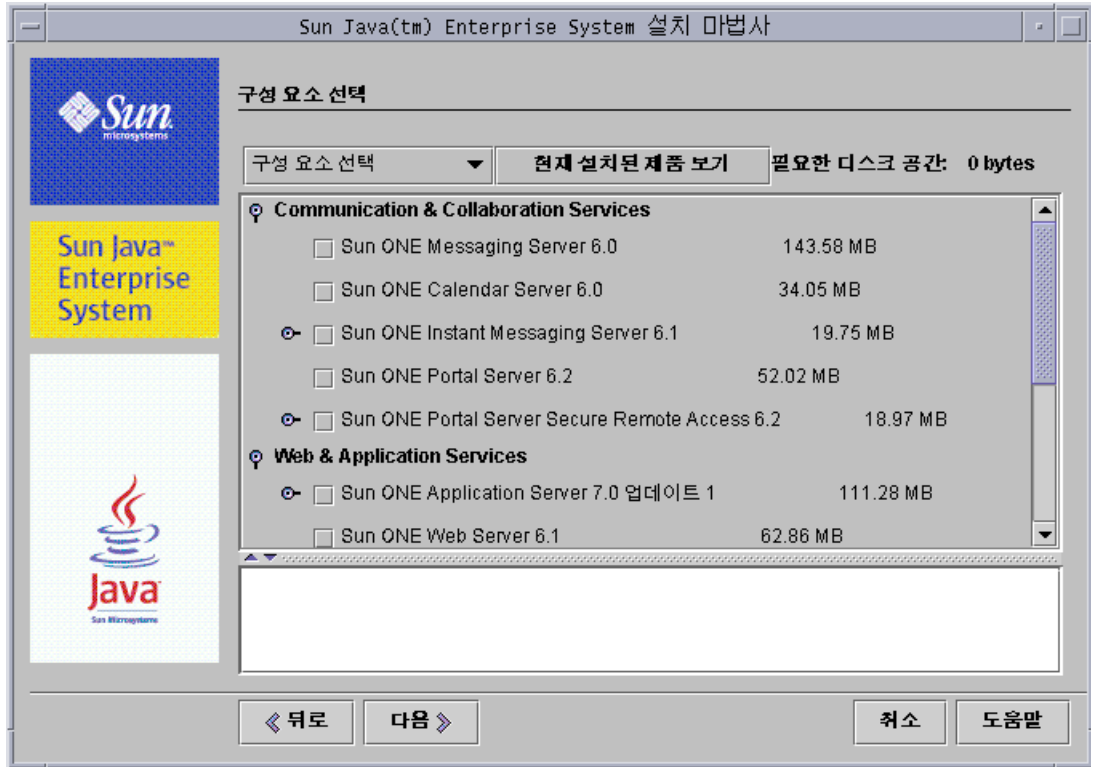 Sun Java(tm) Enterprise System 설치 마법사
Sun
microsystems
Sun Java™
Enterprise
System
Java
Sun Microsystems
구성 요소 선택
구성 요소 선택 현재 설치된 제품 보기 필요한 디스크 공간: 0 bytes
Communication & Collaboration Services
Sun ONE Messaging Server 6.0 143.58 MB
Sun ONE Calendar Server 6.0 34.05 MB
Sun ONE Instant Messaging Server 6.1 19.75 MB
Sun ONE Portal Server 6.2 52.02 MB
Sun ONE Portal Server Secure Remote Access 6.2 18.97 MB
Web & Application Services
Sun ONE Application Server 7.0 업데이트 1 111.28 MB
Sun ONE Web Server 6.1 62.86 MB
뒤로 다음 취소 도움말